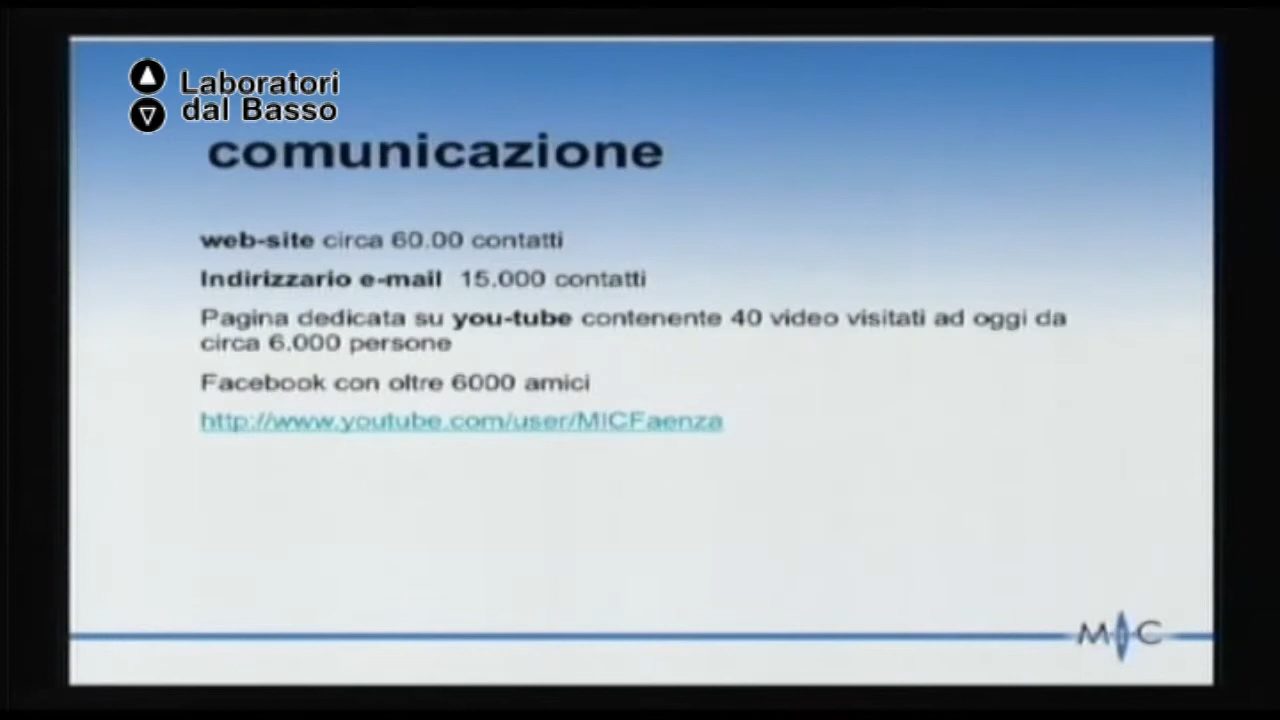 Laboratori
dal Basso
comunicazione
web-site circa 60.00 contatti
Indirizzario e-mail 15.000 contatti
Pagina dedicata su you-tube contenente 40 video visitati ad oggi da
circa 6.000 persone
Facebook con oltre 6000 amici
http://www.youtube.com/user/MICFaenza
MIC